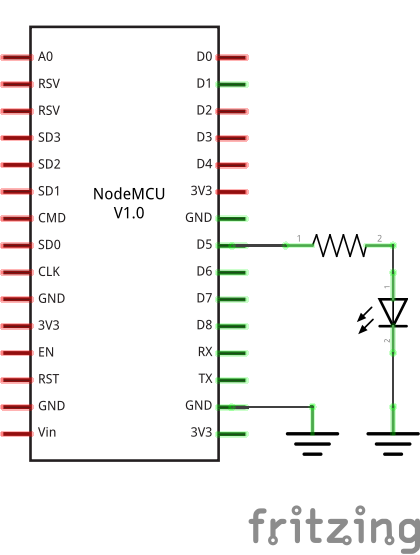 A0 D0
RSV D1
RSV D2
SD3 D3
SD2 D4
SD1 3V3
NodeMCU
V1.0
CMD GND
SD0 D5 1 2
CLK D6
1
GND D7
3V3 D8
2
EN RX
RST TX
GND GND
Vin 3V3
fritzing